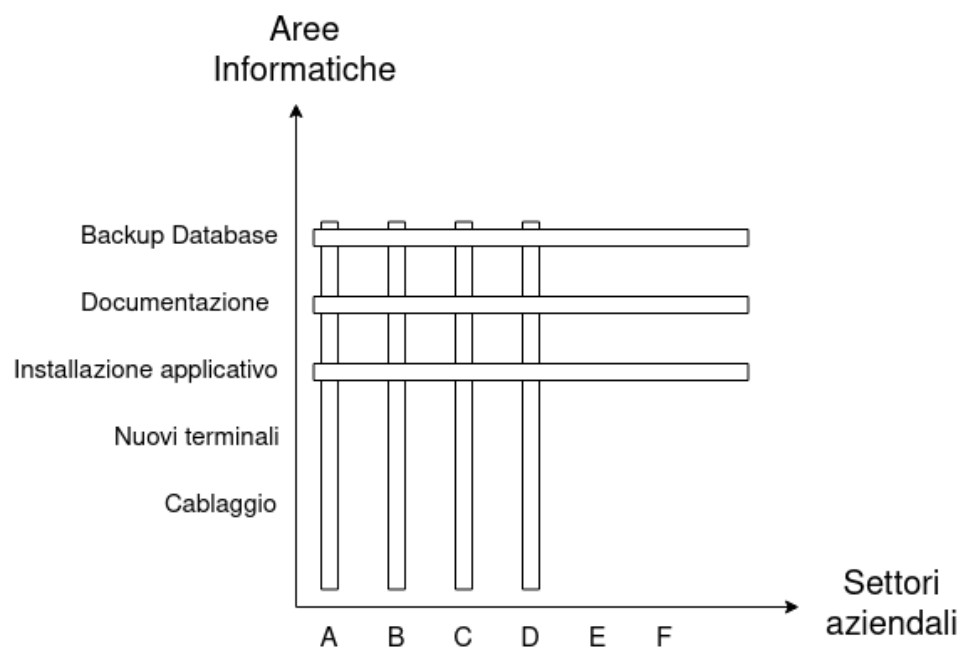 Aree
Informatiche
Backup Database
Documentazione
Installazione applicativo
Nuovi terminali
Cablaggio
Settori
aziendali
A B C D E F